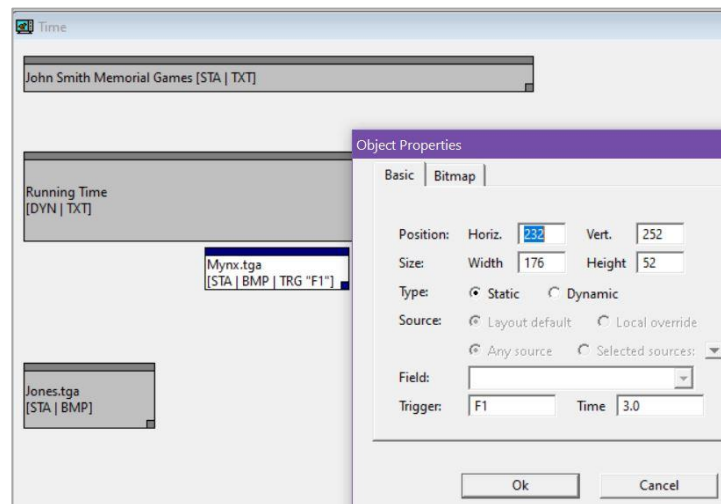 Time
John Smith Memorial Games [STA | TXT]
Object Properties
Basic Bitmap
Running Time
[DYN | TXT]
Position: Horiz. 232 Vert. 252
Mynx.tga
[STA | BMP | TRG "F1"]
Size: Width 176 Height 52
Type: Static Dynamic
Source: Layout default Local override
Any source Selected sources:
Field:
Jones.tga
[STA | BMP]
Trigger: F1 Time 3.0
Ok Cancel